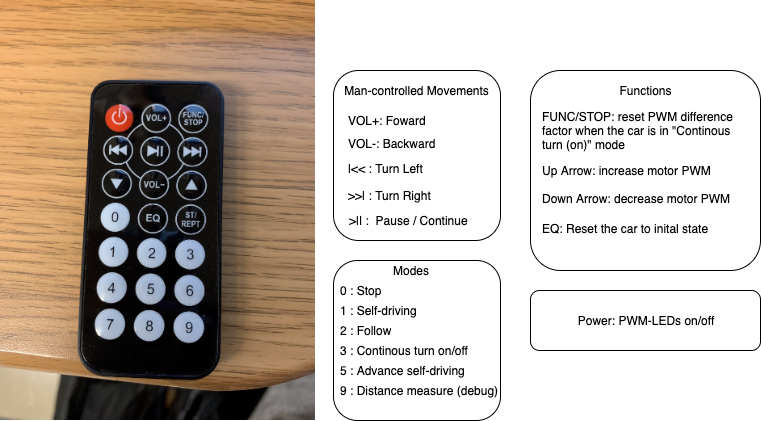 VOL+
FUNC/
STOP
VOL-
0
EQ
ST/
REPT
1
2
3
4
5
6
7
8
9
Man-controlled Movements
VOL+: Foward
VOL-: Backward
I<< : Turn Left
>>I : Turn Right
>II : Pause / Continue
Modes
0 : Stop
1 : Self-driving
2 : Follow
3 : Continous turn on/off
5 : Advance self-driving
9 : Distance measure (debug)
Functions
FUNC/STOP: reset PWM difference
factor when the car is in "Continous
turn (on)" mode
Up Arrow: increase motor PWM
Down Arrow: decrease motor PWM
EQ: Reset the car to inital state
Power: PWM-LEDs on/off